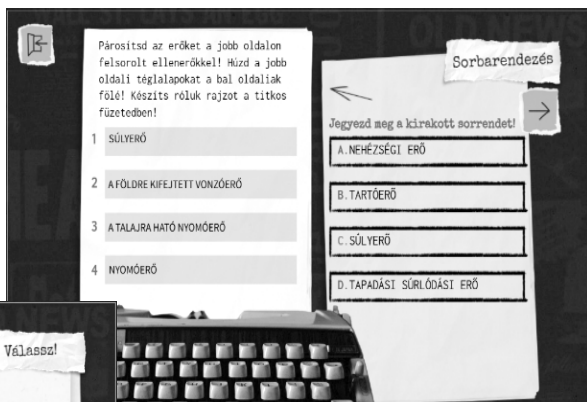 Párosítsd az erőket a jobb oldalon
felsorolt ellenerőkkel! Húzd a jobb
oldali téglalapokat a bal oldaliak
fölé! Készíts róluk rajzot a titkos
füzetedben!
1 SÚLYERŐ
2 A FÖLDRE KIFEJTETT VONZÓERŐ
3 A TALAJRA HATÓ NYOMÓERŐ
4 NYOMÓERŐ
Sorbarendezés
Jegyezd meg a kirakott sorrendet!
A.NEHÉZSÉGI ERŐ
B.TARTÓERŐ
C.SÚLYERŐ
D.TAPADÁSI SÚRLÓDÁSI ERŐ
Válassz!